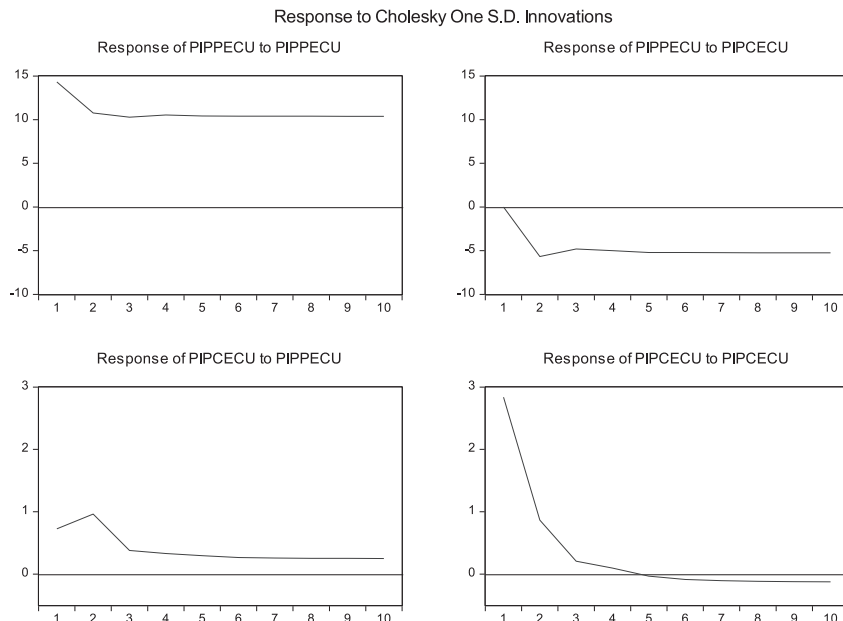 Response to Cholesky One S.D. Innovations
Response of PIPPECU to PIPPECU
15
10
5
0
-5
-10
1 2 3 4 5 6 7 8 9 10
Response of PIPPECU to PIPCECU
15
10
5
0
-5
-10
1 2 3 4 5 6 7 8 9 10
Response of PIPCECU to PIPPECU
3
2
1
0
1 2 3 4 5 6 7 8 9 10
Response of PIPCECU to PIPCECU
3
2
1
0
1 2 3 4 5 6 7 8 9 10